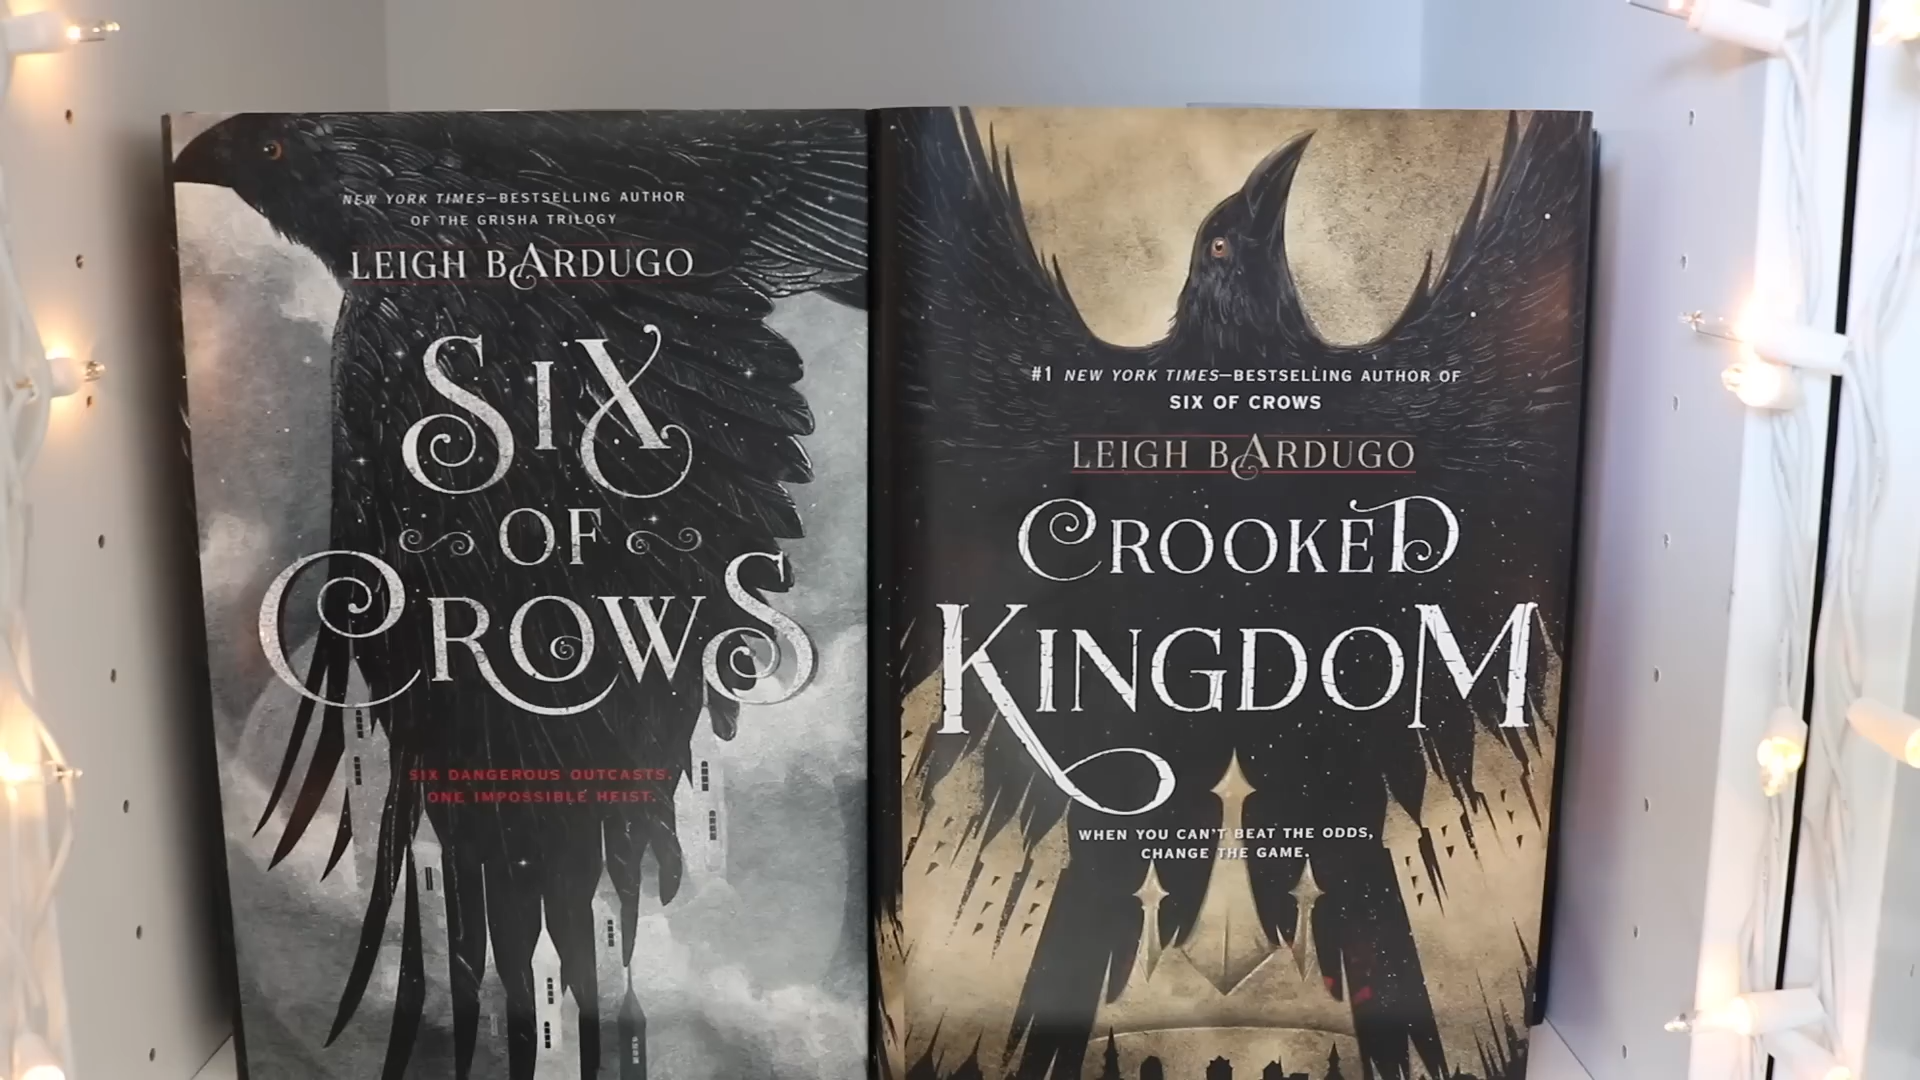 NEW YORK TIMES–BESTSELLING AUTHOR
OF THE GRISHA TRILOGY
LEIGH BARDUGO
SIX
OF
CROWS
SIX DANGEROUS OUTCASTS.
ONE IMPOSSIBLE HEIST.
#1 NEW YORK TIMES–BESTSELLING AUTHOR OF
SIX OF CROWS
LEIGH BARDUGO
CROOKED
KINGDOM
WHEN YOU CAN'T BEAT THE ODDS,
CHANGE THE GAME.